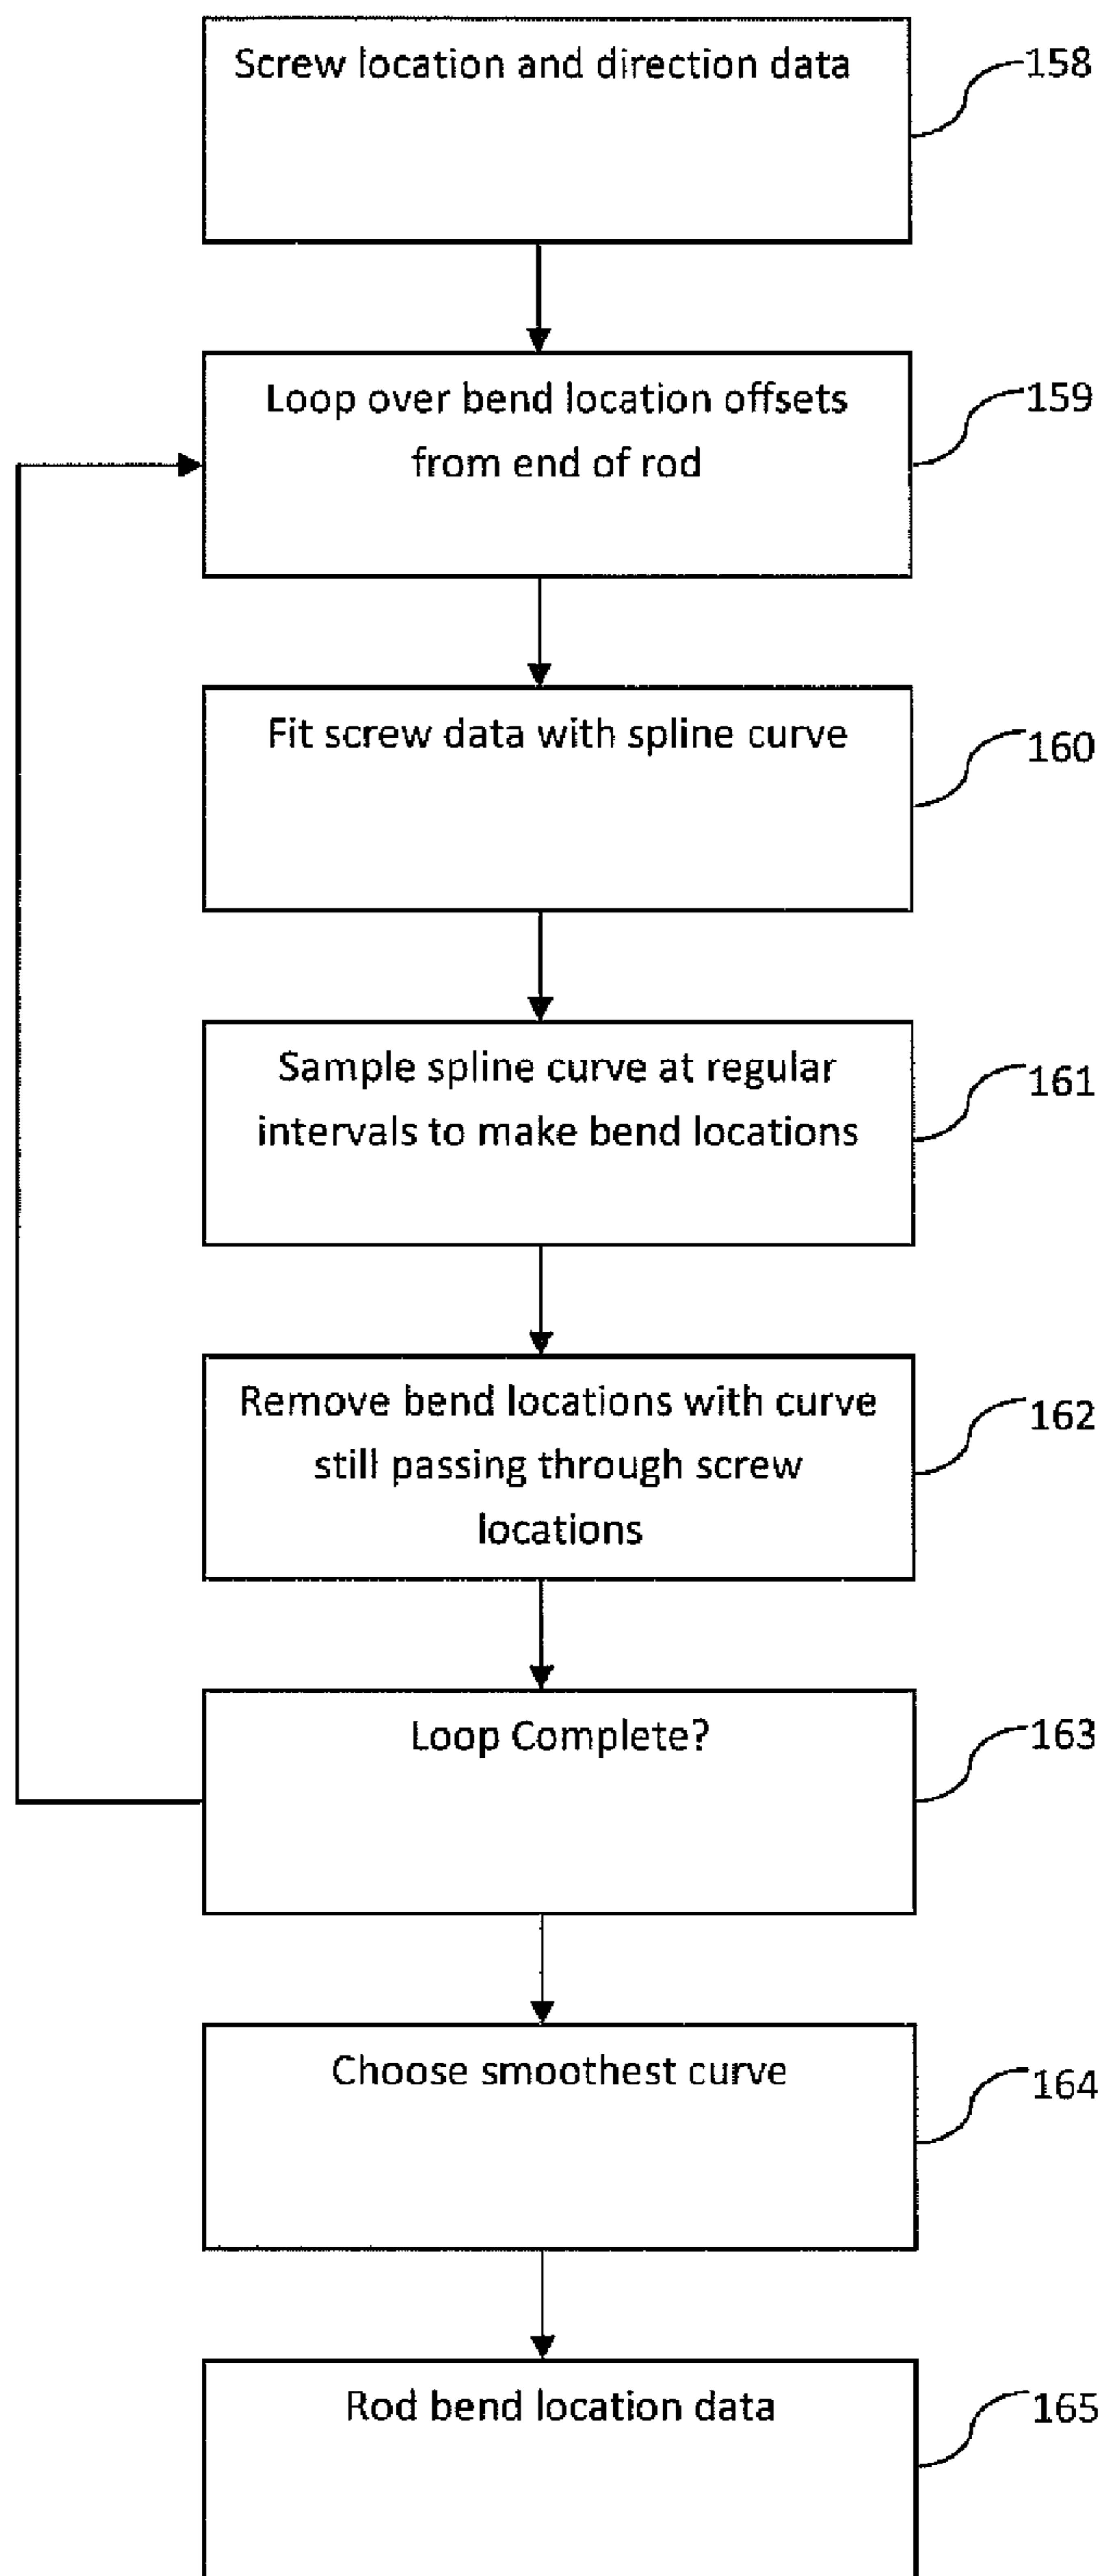 Screw location and direction data
158
Loop over bend location offsets
from end of rod
159
Fit screw data with spline curve
160
Sample spline curve at regular
intervals to make bend locations
161
Remove bend locations with curve
still passing through screw
locations
162
Loop Complete?
163
Choose smoothest curve
164
Rod bend location data
165